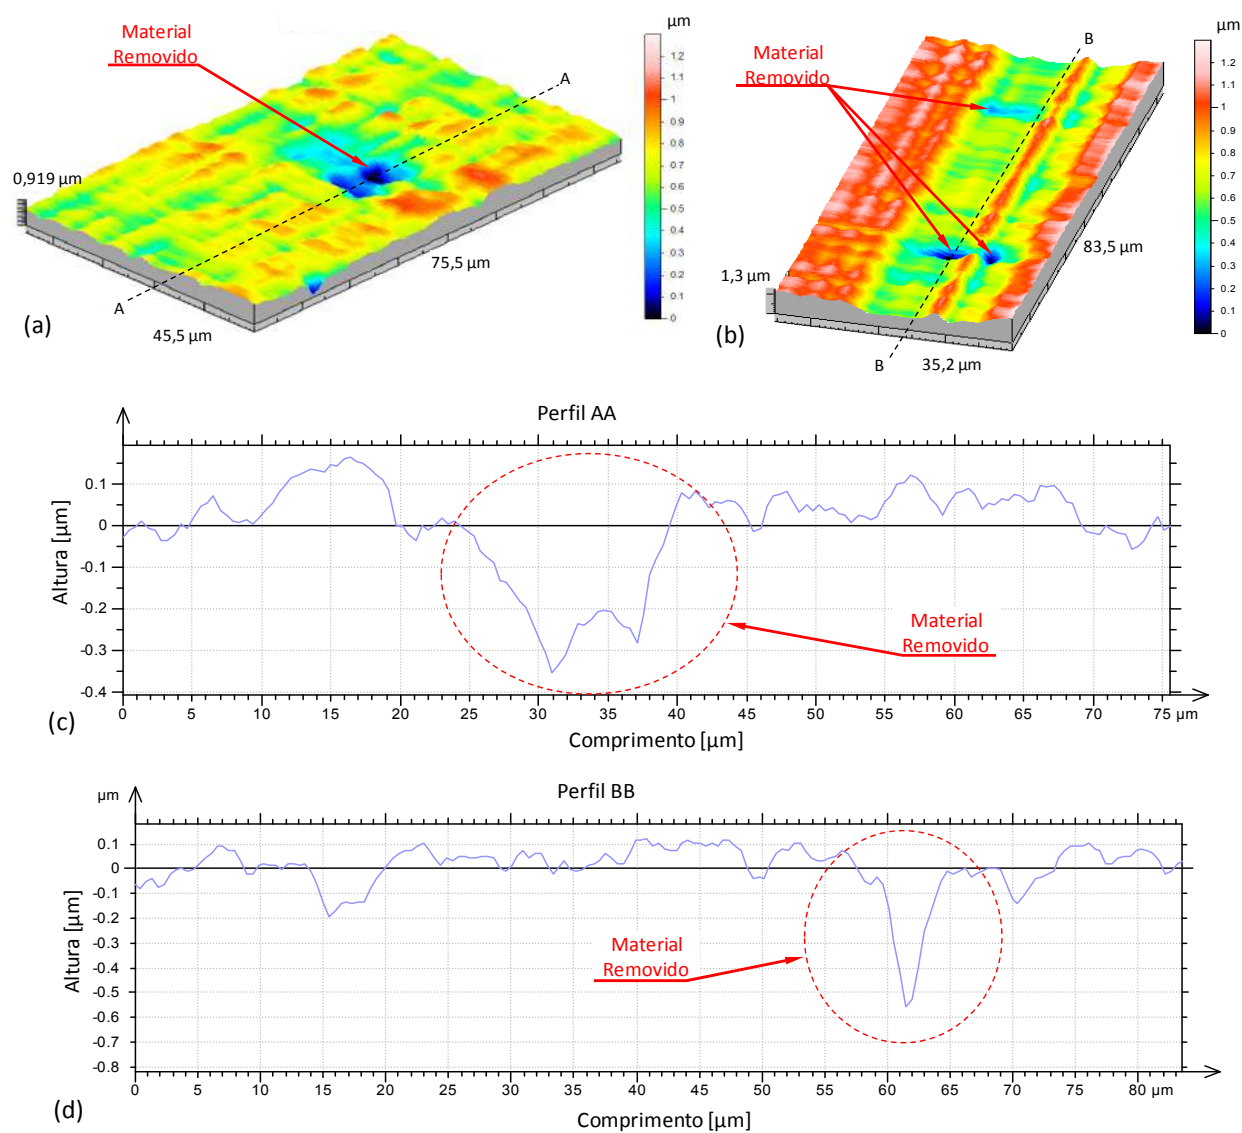 Material
Removido
µm
1.2
1.1
1
0.9
0.8
0.7
0.6
0.5
0.4
0.3
0.2
0.1
0
A
A
0,919 µm
75,5 µm
45,5 µm
(a)
Material
Removido
µm
1.2
1.1
1
0.9
0.8
0.7
0.6
0.5
0.4
0.3
0.2
0.1
0
B
B
1,3 µm
83,5 µm
35,2 µm
(b)
Perfil AA
Altura [µm]
0.1
0
-0.1
-0.2
-0.3
-0.4
Material
Removido
0 5 10 15 20 25 30 35 40 45 50 55 60 65 70 75 µm
Comprimento [µm]
(c)
Perfil BB
µm
Altura [µm]
0.1
0
-0.1
-0.2
-0.3
-0.4
-0.5
-0.6
-0.7
-0.8
Material
Removido
0 5 10 15 20 25 30 35 40 45 50 55 60 65 70 75 80 µm
Comprimento [µm]
(d)